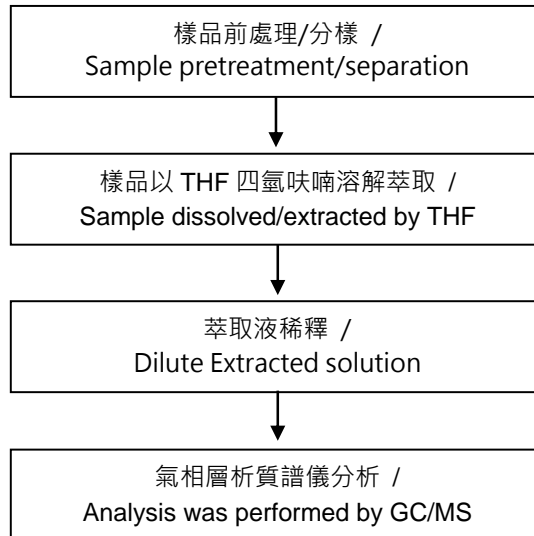 樣品前處理/分樣 /
Sample pretreatment/separation
樣品以 THF 四氫呋喃溶解萃取 /
Sample dissolved/extracted by THF
萃取液稀釋 /
Dilute Extracted solution
氣相層析質譜儀分析 /
Analysis was performed by GC/MS